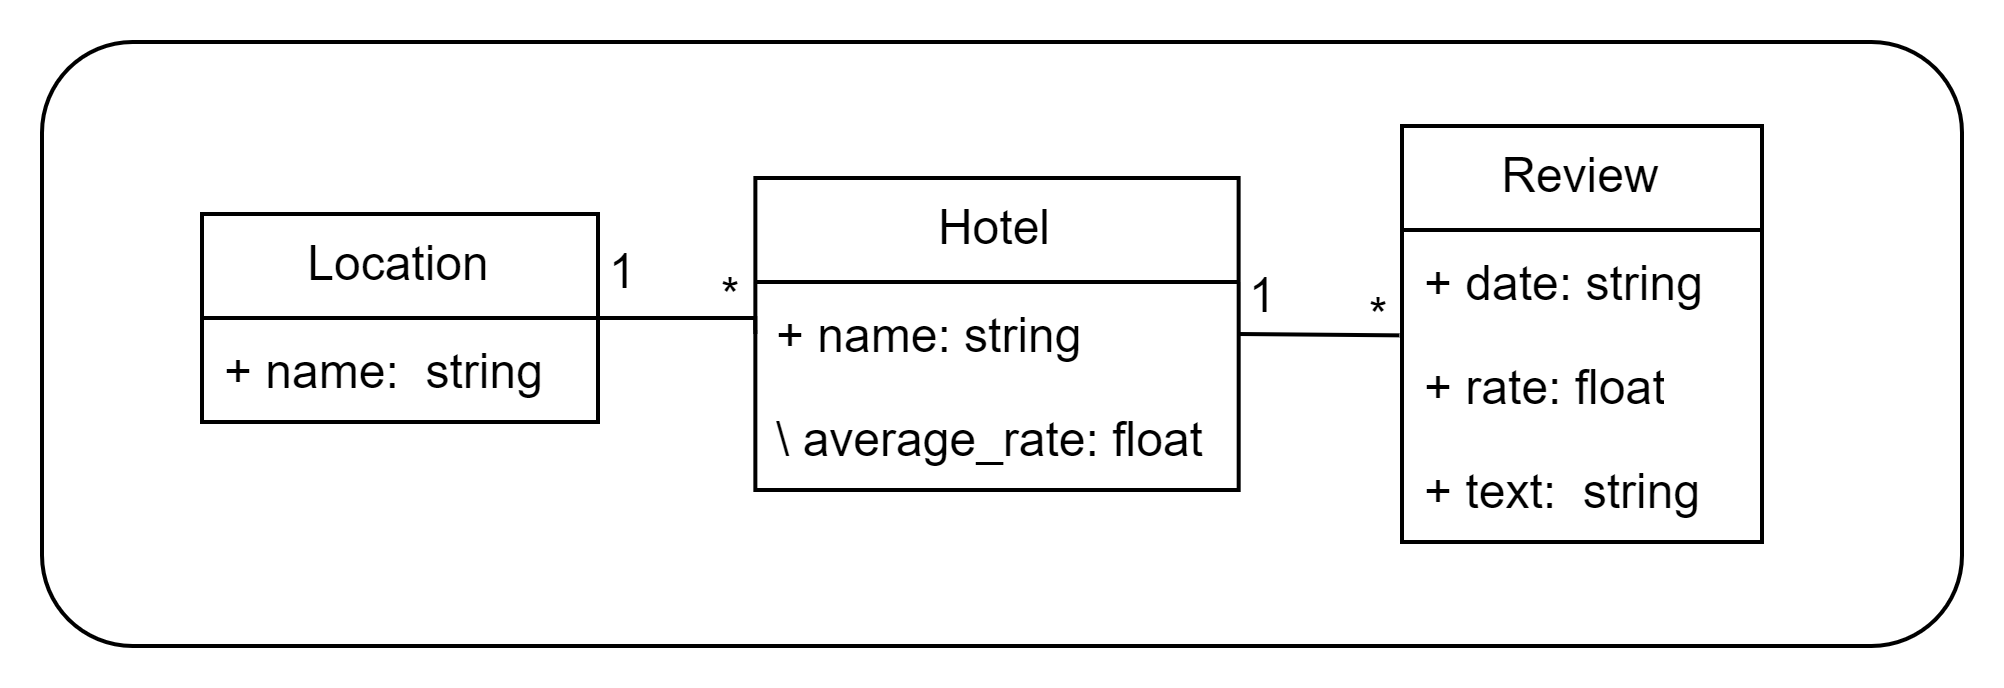 Location
+ name:  string
1
*
Hotel
+ name: string
\ average_rate: float
1
*
Review
+ date: string
+ rate: float
+ text:  string